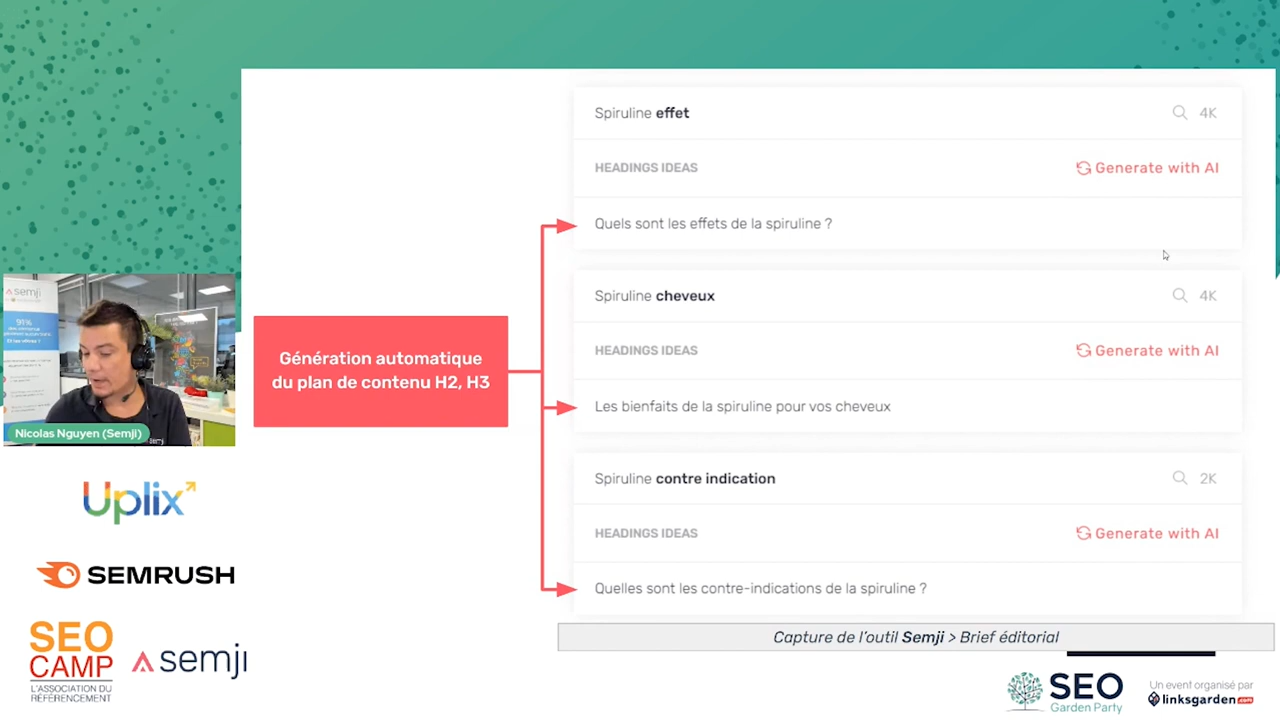 Spiruline effet
4K
HEADINGS IDEAS
Generate with AI
Quels sont les effets de la spiruline ?
Spiruline cheveux
4K
HEADINGS IDEAS
Generate with AI
Les bienfaits de la spiruline pour vos cheveux
Spiruline contre indication
2K
HEADINGS IDEAS
Generate with AI
Quelles sont les contre-indications de la spiruline ?
Génération automatique
du plan de contenu H2, H3
Capture de l'outil Semji > Brief éditorial
semji
91%
Nicolas Nguyen (Semji)
Uplix
SEMRUSH
SEO
CAMP
L'ASSOCIATION DU
RÉFÉRENCEMENT
semji
SEO
Garden Party
Un event organisé par
linksgarden.com